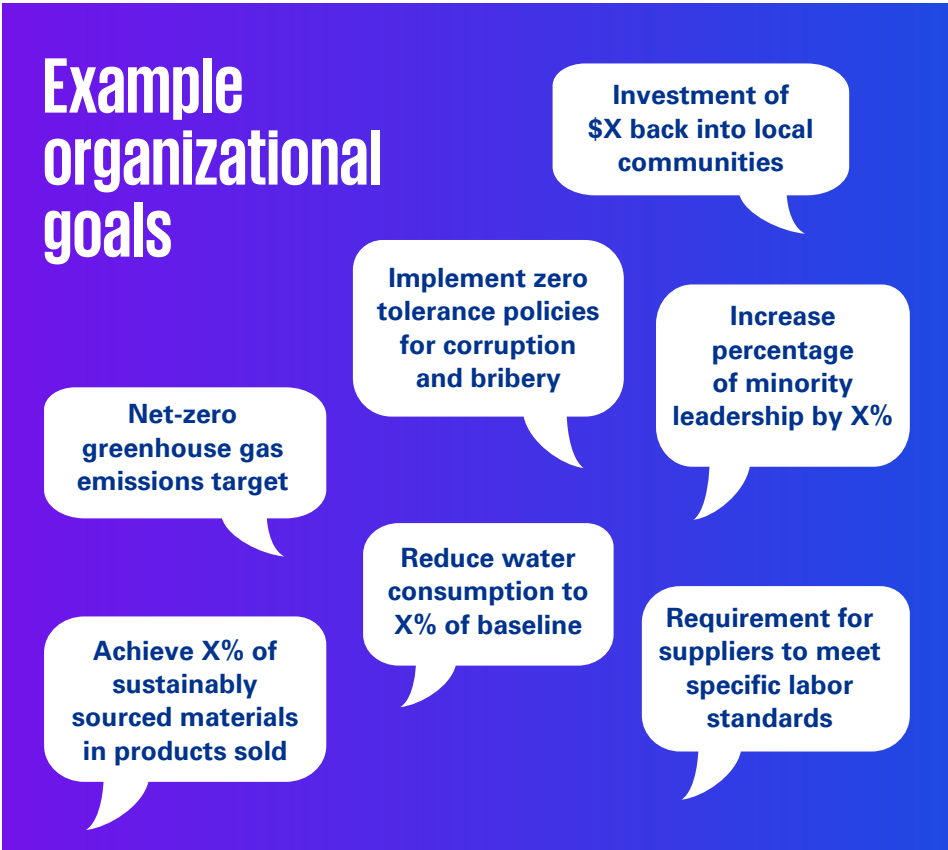 Example
organizational
goals
Investment of
$X back into local
communities
Implement zero
tolerance policies
for corruption
and bribery
Increase
percentage
of minority
leadership by X%
Net-zero
greenhouse gas
emissions target
Reduce water
consumption to
X% of baseline
Requirement for
suppliers to meet
specific labor
standards
Achieve X% of
sustainably
sourced materials
in products sold